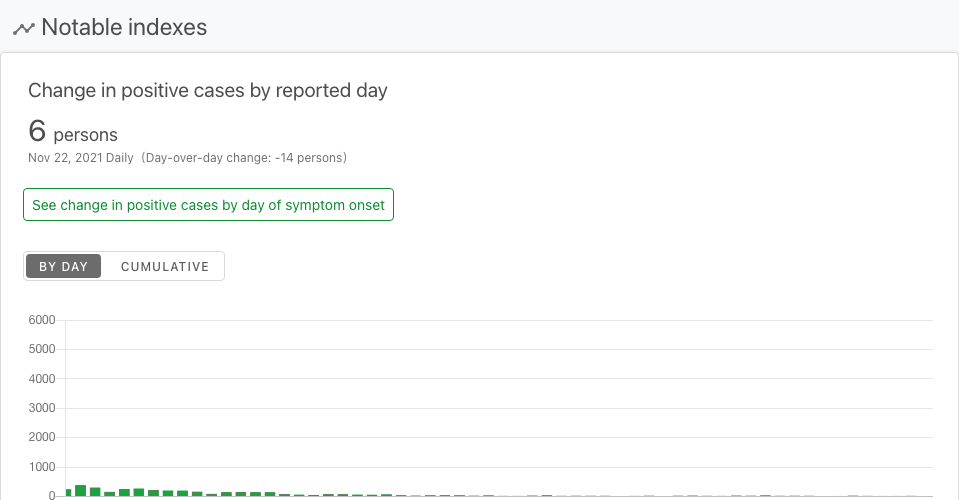 Notable indexes
Change in positive cases by reported day
6 persons
Nov 22, 2021 Daily (Day-over-day change: -14 persons)
See change in positive cases by day of symptom onset
BY DAY CUMULATIVE
6000
5000
4000
3000
2000
1000
0